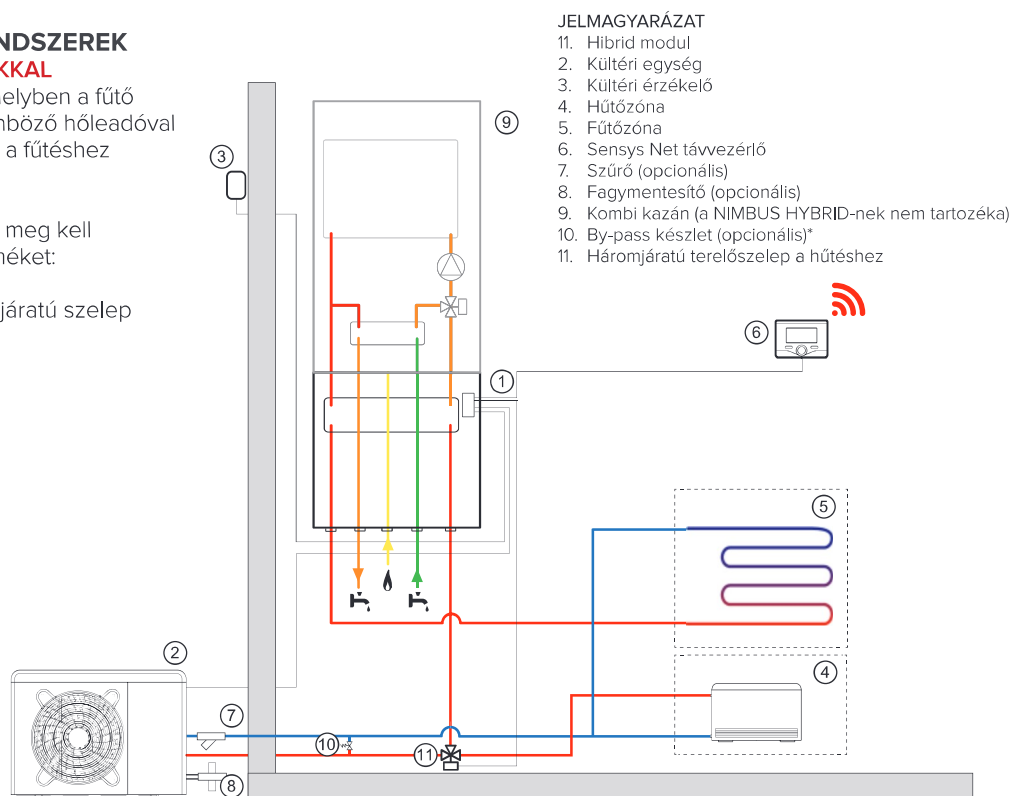 NDSZEREK
KKAL
elyben a fűtő
nböző hőleadóval
a fűtéshez
meg kell
néket:
járatú szelep
JELMAGYARÁZAT
11. Hibrid modul
2. Kültéri egység
3. Kültéri érzékelő
4. Hűtőzóna
5. Fűtőzóna
6. Sensys Net távvezérlő
7. Szűrő (opcionális)
8. Fagymentesítő (opcionális)
9. Kombi kazán (a NIMBUS HYBRID-nek nem tartozéka)
10. By-pass készlet (opcionális)*
11. Háromjáratú terelőszelep a hűtéshez
9
3
6
1
5
2
4
7
10
11
8